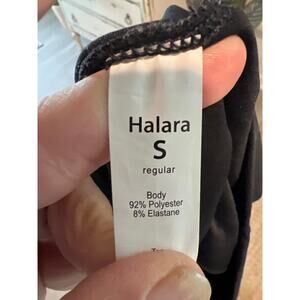 Halara
S
regular
Body
92% Polyester
8% Elastane